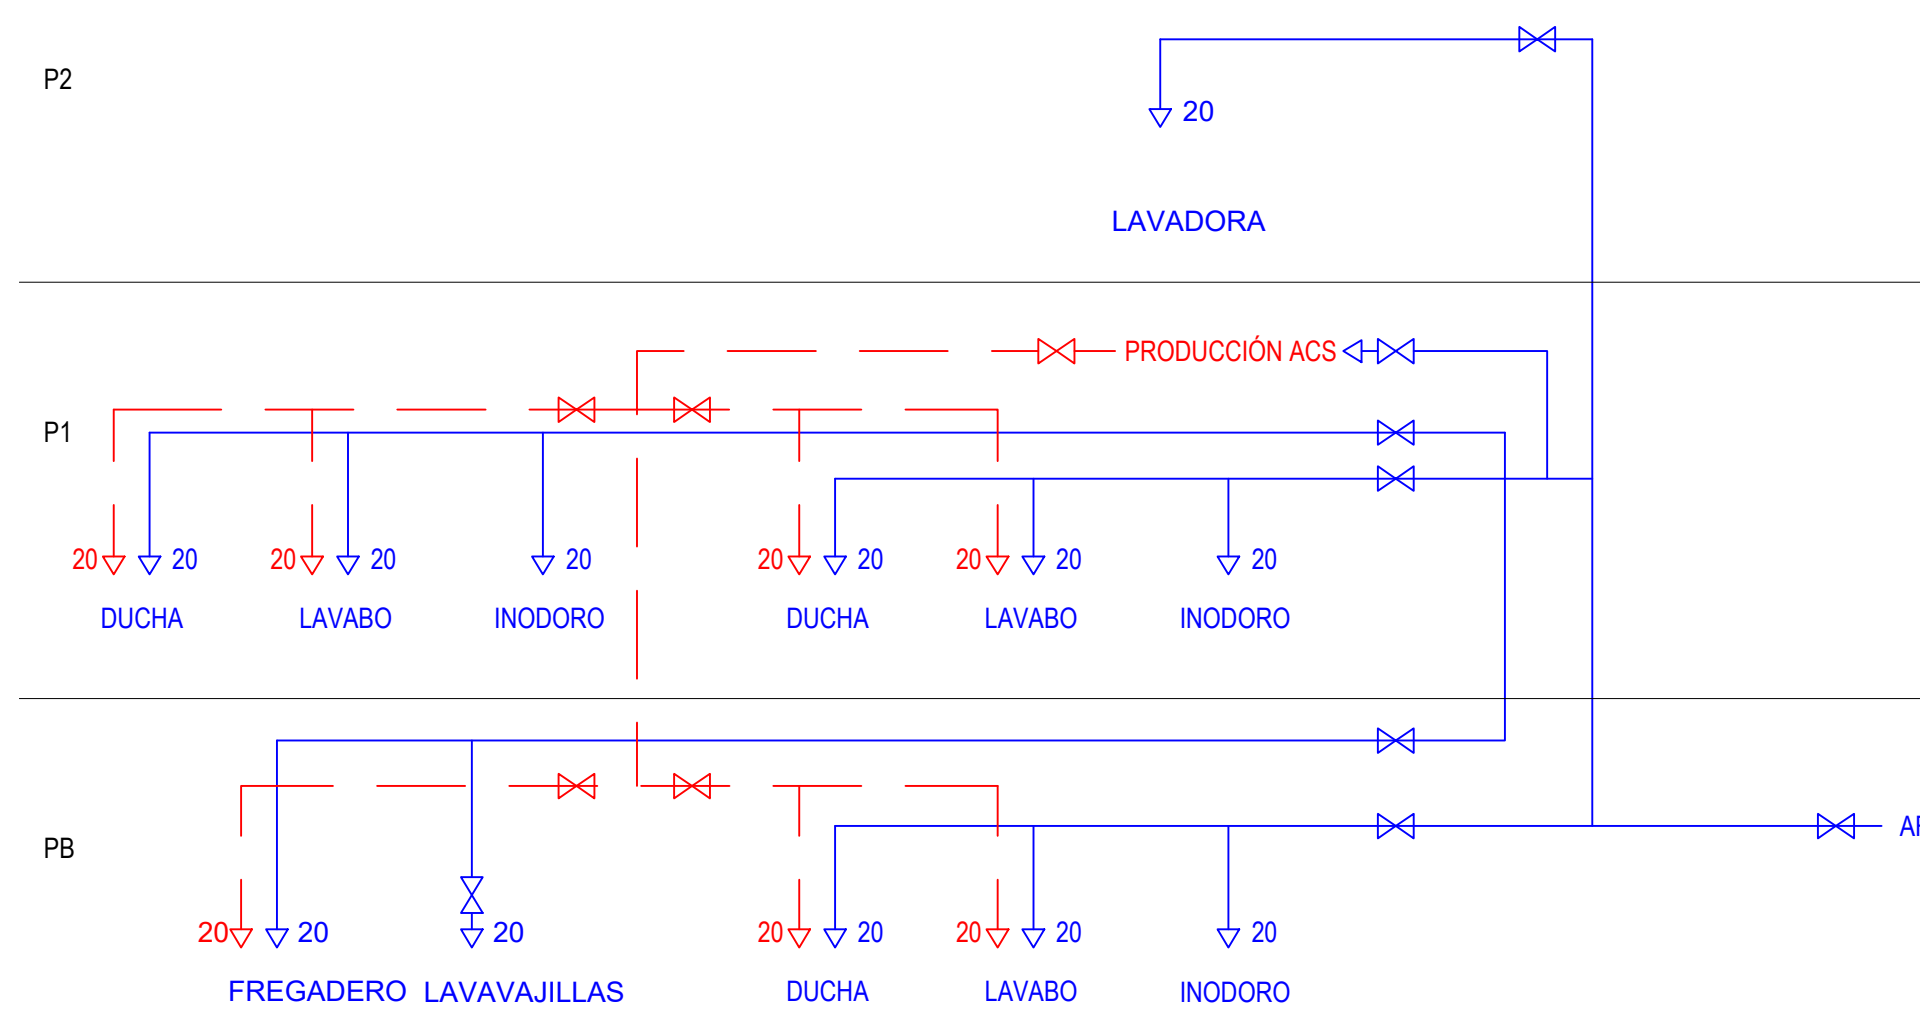 P2
20
LAVADORA
PRODUCCIÓN ACS
P1
20 20 20 20 20 20 20 20 20 20
DUCHA LAVABO INODORO DUCHA LAVABO INODORO
PB
20 20 20 20 20 20 20 20
FREGADERO LAVAVAJILLAS DUCHA LAVABO INODORO